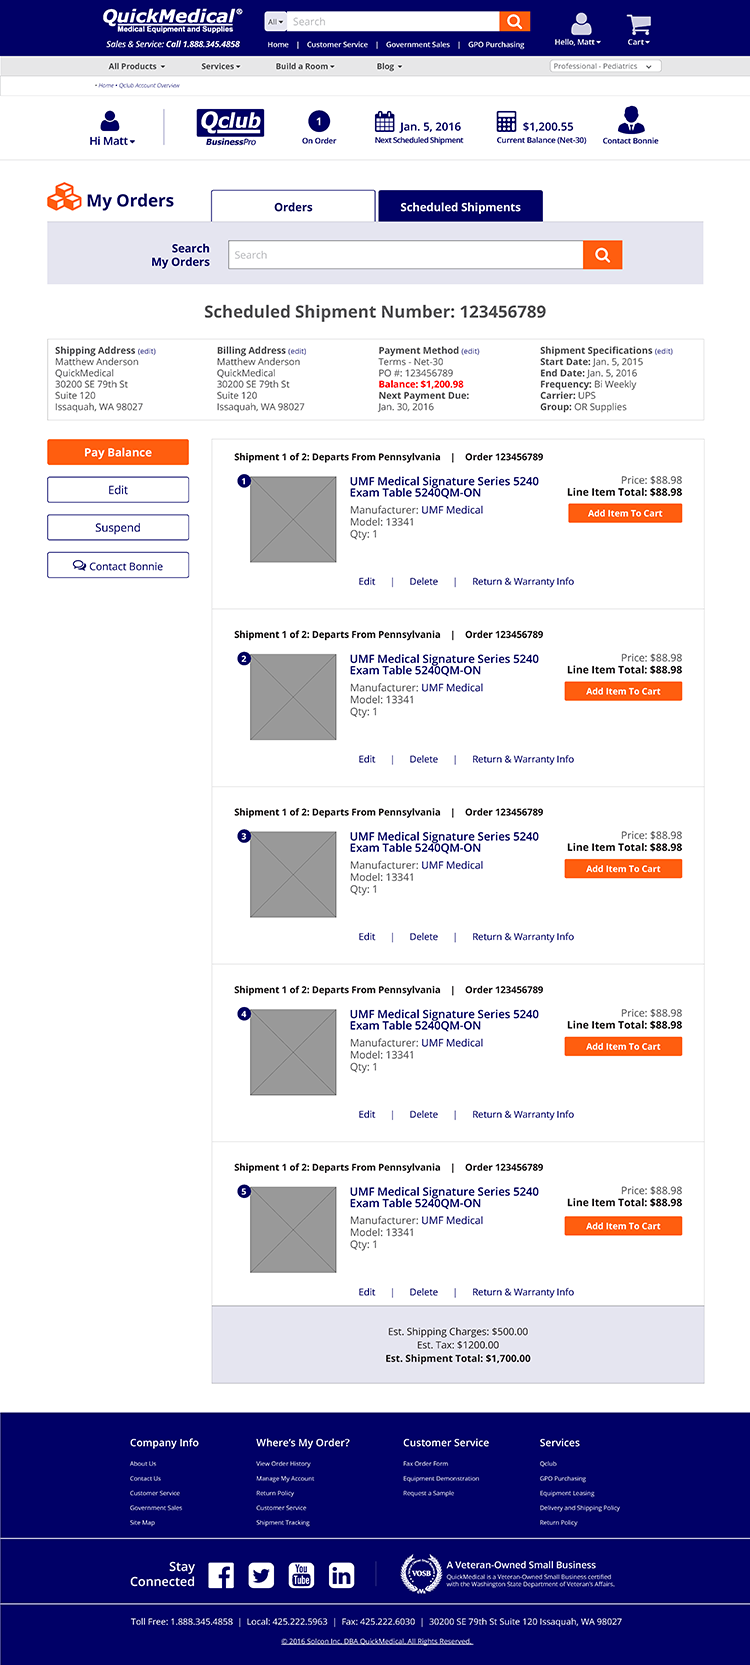 QuickMedical®
Medical Equipment and Supplies
Sales & Service: Call 1.888.345.4858
All
Search
Home | Customer Service | Government Sales | GPO Purchasing
Hello, Matt
Cart
All Products
Services
Build a Room
Blog
Professional - Pediatrics
• Home • Qclub Account Overview
Hi Matt
Qclub
BusinessPro
1
On Order
Jan. 5, 2016
Next Scheduled Shipment
$1,200.55
Current Balance (Net-30)
Contact Bonnie
My Orders
Orders
Scheduled Shipments
Search
My Orders
Search
Scheduled Shipment Number: 123456789
Shipping Address (edit)
Matthew Anderson
QuickMedical
30200 SE 79th St
Suite 120
Issaquah, WA 98027
Billing Address (edit)
Matthew Anderson
QuickMedical
30200 SE 79th St
Suite 120
Issaquah, WA 98027
Payment Method (edit)
Terms - Net-30
PO #: 123456789
Balance: $1,200.98
Next Payment Due:
Jan. 30, 2016
Shipment Specifications (edit)
Start Date: Jan. 5, 2015
End Date: Jan. 5, 2016
Frequency: Bi Weekly
Carrier: UPS
Group: OR Supplies
Pay Balance
Edit
Suspend
Contact Bonnie
Shipment 1 of 2: Departs From Pennsylvania | Order 123456789
1
UMF Medical Signature Series 5240
Exam Table 5240QM-ON
Manufacturer: UMF Medical
Model: 13341
Qty: 1
Price: $88.98
Line Item Total: $88.98
Add Item To Cart
Edit | Delete | Return & Warranty Info
Shipment 1 of 2: Departs From Pennsylvania | Order 123456789
2
UMF Medical Signature Series 5240
Exam Table 5240QM-ON
Manufacturer: UMF Medical
Model: 13341
Qty: 1
Price: $88.98
Line Item Total: $88.98
Add Item To Cart
Edit | Delete | Return & Warranty Info
Shipment 1 of 2: Departs From Pennsylvania | Order 123456789
3
UMF Medical Signature Series 5240
Exam Table 5240QM-ON
Manufacturer: UMF Medical
Model: 13341
Qty: 1
Price: $88.98
Line Item Total: $88.98
Add Item To Cart
Edit | Delete | Return & Warranty Info
Shipment 1 of 2: Departs From Pennsylvania | Order 123456789
4
UMF Medical Signature Series 5240
Exam Table 5240QM-ON
Manufacturer: UMF Medical
Model: 13341
Qty: 1
Price: $88.98
Line Item Total: $88.98
Add Item To Cart
Edit | Delete | Return & Warranty Info
Shipment 1 of 2: Departs From Pennsylvania | Order 123456789
5
UMF Medical Signature Series 5240
Exam Table 5240QM-ON
Manufacturer: UMF Medical
Model: 13341
Qty: 1
Price: $88.98
Line Item Total: $88.98
Add Item To Cart
Edit | Delete | Return & Warranty Info
Est. Shipping Charges: $500.00
Est. Tax: $1200.00
Est. Shipment Total: $1,700.00
Company Info
About Us
Contact Us
Customer Service
Government Sales
Site Map
Where's My Order?
View Order History
Manage My Account
Return Policy
Customer Service
Shipment Tracking
Customer Service
Fax Order Form
Equipment Demonstration
Request a Sample
Services
Qclub
GPO Purchasing
Equipment Leasing
Delivery and Shipping Policy
Return Policy
Stay
Connected
You
Tube
in
VOSB
A Veteran-Owned Small Business
QuickMedical is a Veteran-Owned Small Business certified
with the Washington State Department of Veteran's Affairs.
Toll Free: 1.888.345.4858 | Local: 425.222.5963 | Fax: 425.222.6030 | 30200 SE 79th St Suite 120 Issaquah, WA 98027
© 2016 Solcon Inc. DBA QuickMedical. All Rights Reserved.